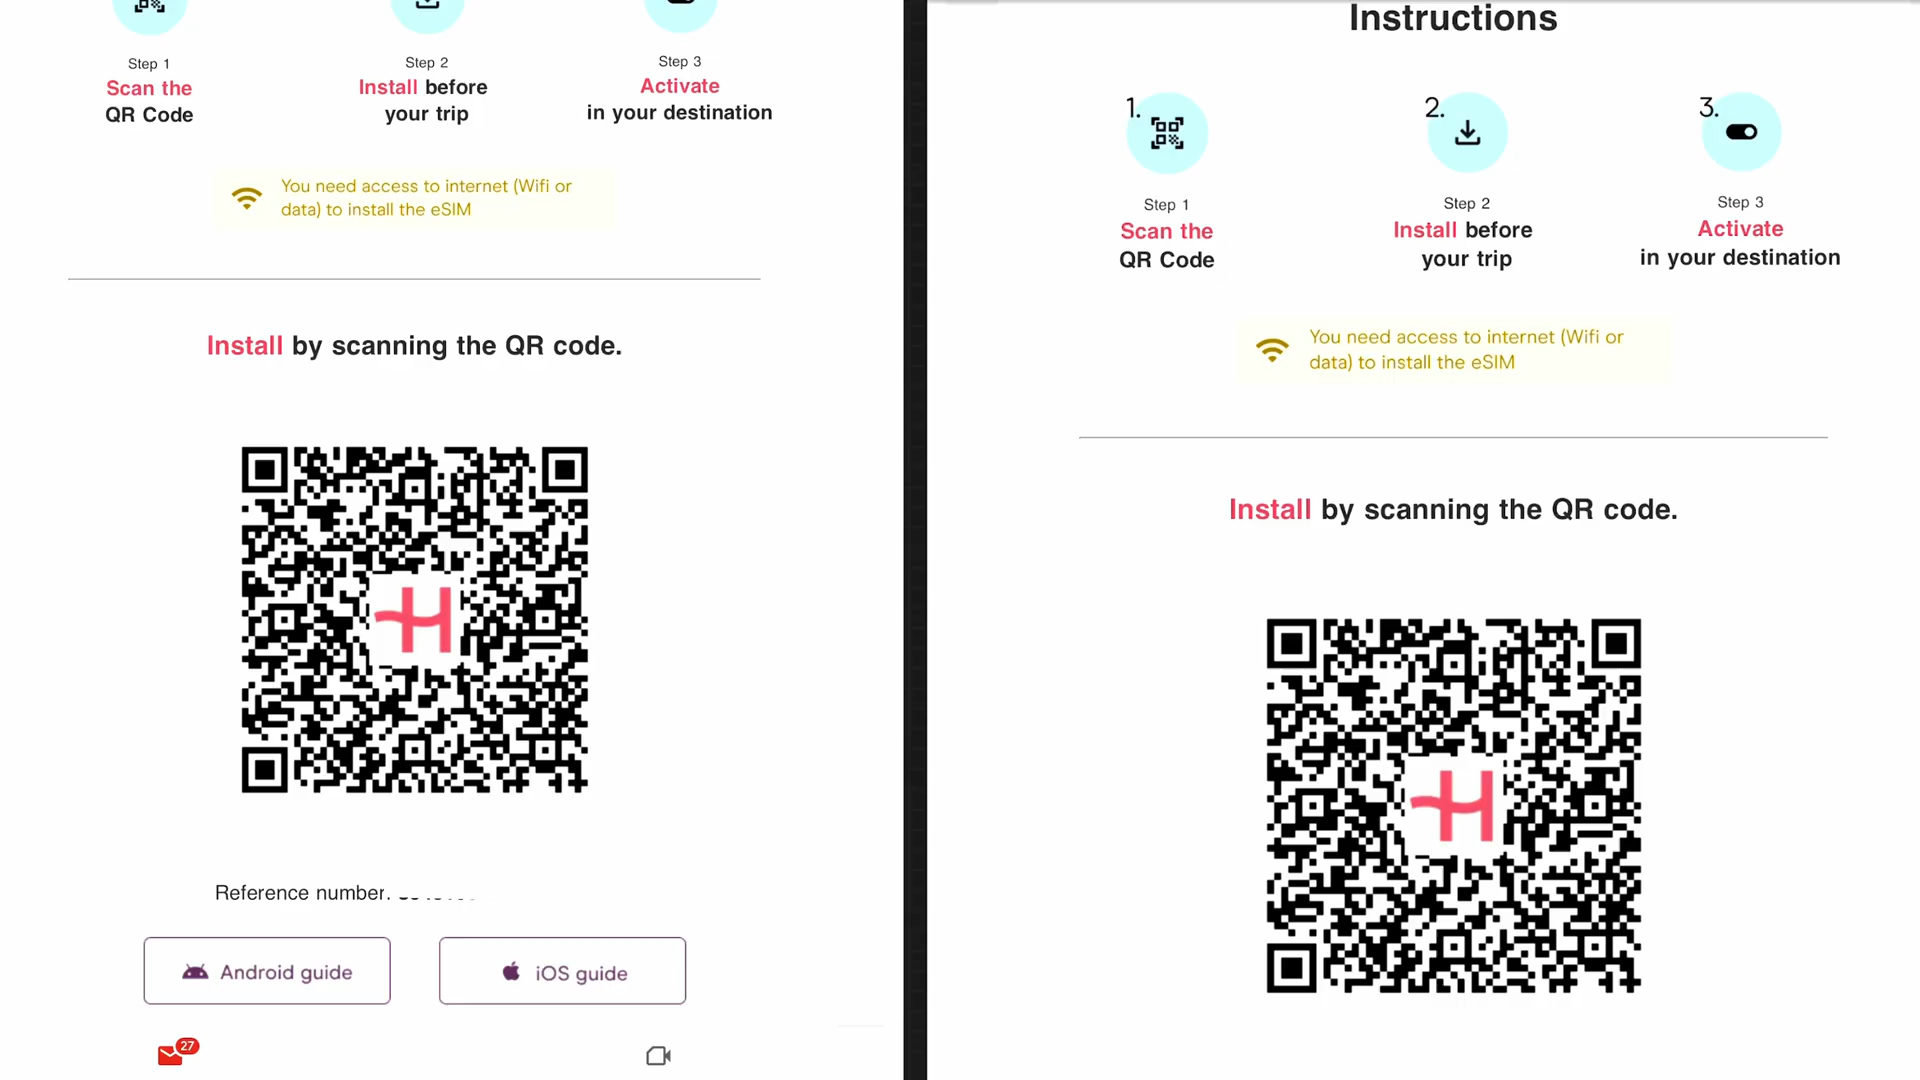 Step 1
Scan the
QR Code
Step 2
Install before
your trip
Step 3
Activate
in your destination
You need access to internet (Wifi or
data) to install the eSIM
Install by scanning the QR code.
Reference number.
Android guide
iOS guide
27
Instructions
1.
2.
3.
Step 1
Scan the
QR Code
Step 2
Install before
your trip
Step 3
Activate
in your destination
You need access to internet (Wifi or
data) to install the eSIM
Install by scanning the QR code.